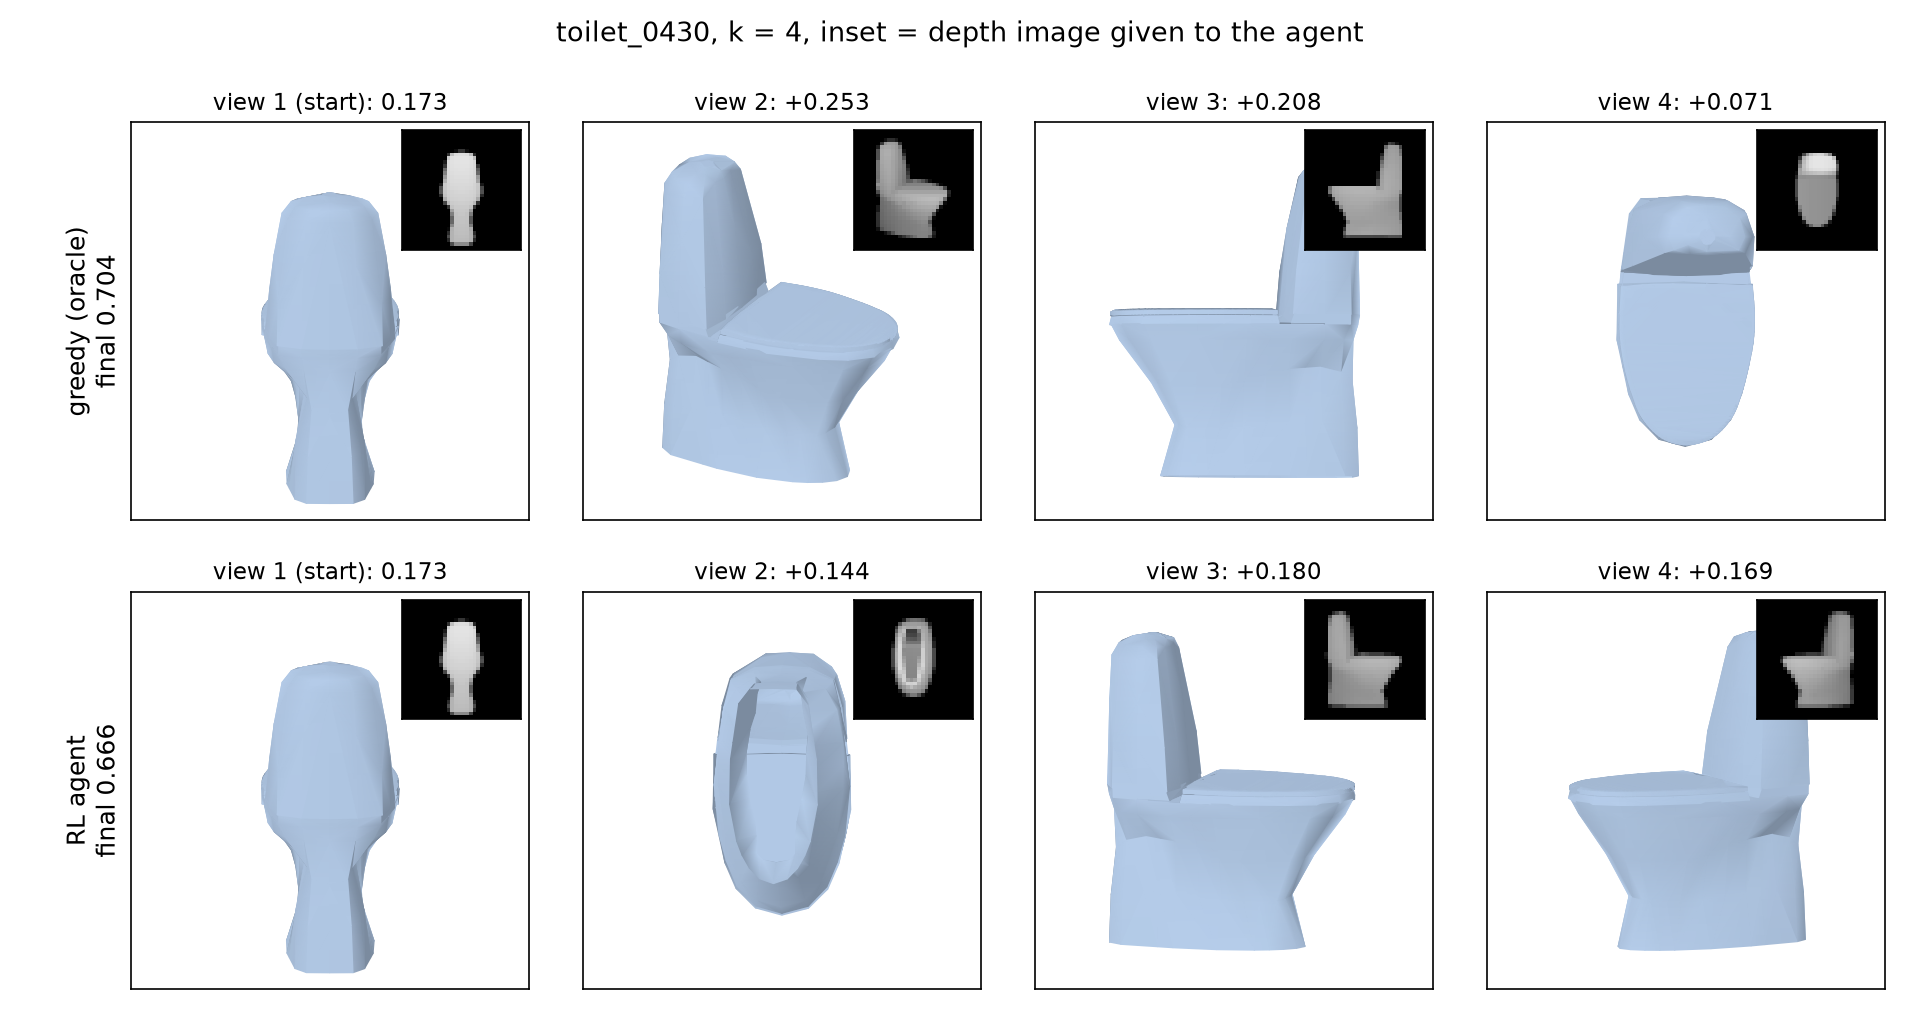 toilet_0430, k = 4, inset = depth image given to the agent
greedy (oracle)
final 0.704
view 1 (start): 0.173
view 2: +0.253
view 3: +0.208
view 4: +0.071
RL agent
final 0.666
view 1 (start): 0.173
view 2: +0.144
view 3: +0.180
view 4: +0.169